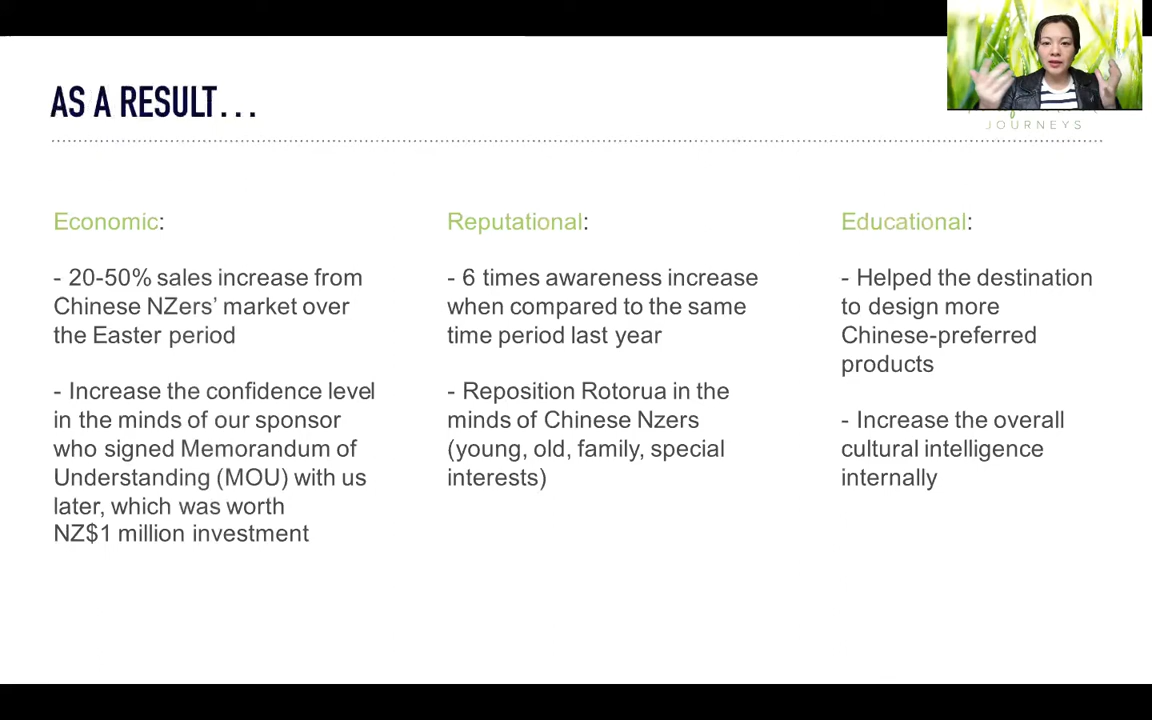 AS A RESULT...
JOURNEYS
Economic:
- 20-50% sales increase from
Chinese NZers’ market over
the Easter period
- Increase the confidence level
in the minds of our sponsor
who signed Memorandum of
Understanding (MOU) with us
later, which was worth
NZ$1 million investment
Reputational:
- 6 times awareness increase
when compared to the same
time period last year
- Reposition Rotorua in the
minds of Chinese Nzers
(young, old, family, special
interests)
Educational:
- Helped the destination
to design more
Chinese-preferred
products
- Increase the overall
cultural intelligence
internally